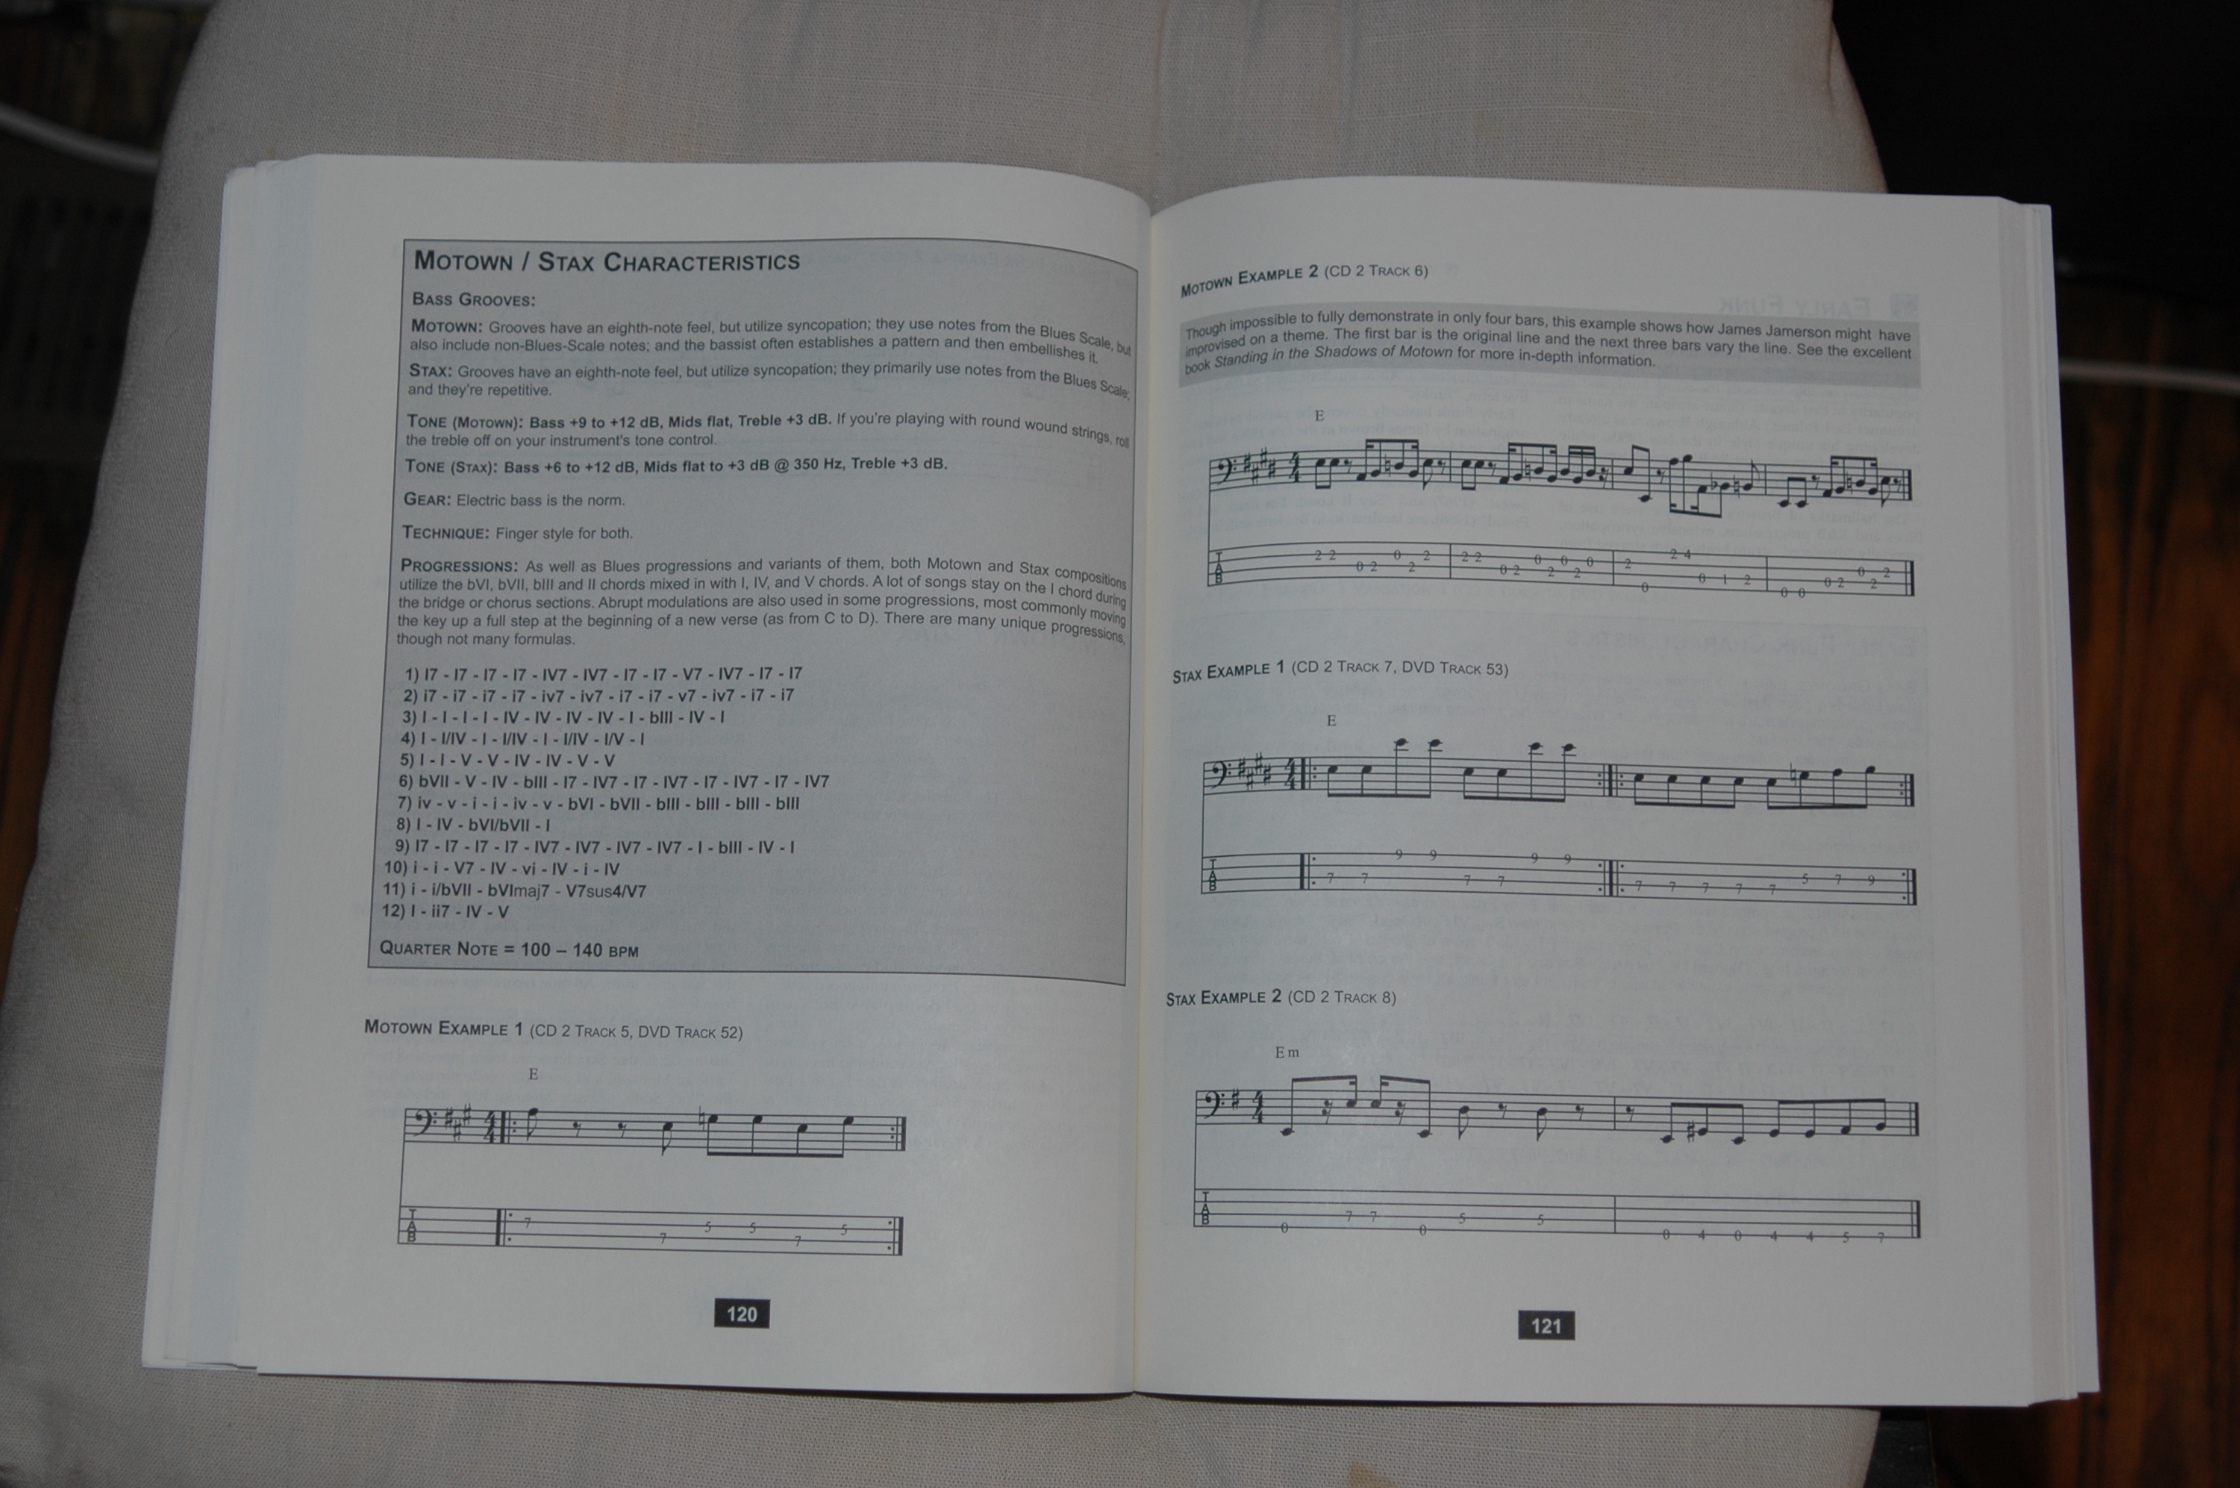 MOTOWN / STAX CHARACTERISTICS
BASS GROOVES:
MOTOWN: Grooves have an eighth-note feel, but utilize syncopation; they use notes from the Blues Scale, but
also include non-Blues-Scale notes; and the bassist often establishes a pattern and then embellishes it.
STAX: Grooves have an eighth-note feel, but utilize syncopation; they primarily use notes from the Blues Scale;
and they're repetitive.
TONE (MOTOWN): Bass +9 to +12 dB, Mids flat, Treble +3 dB. If you're playing with round wound strings, roll
the treble off on your instrument's tone control.
TONE (STAX): Bass +6 to +12 dB, Mids flat to +3 dB @ 350 Hz, Treble +3 dB.
GEAR: Electric bass is the norm.
TECHNIQUE: Finger style for both.
PROGRESSIONS: As well as Blues progressions and variants of them, both Motown and Stax compositions
utilize the bVI, bVII, bIII and II chords mixed in with I, IV, and V chords. A lot of songs stay on the I chord during
the bridge or chorus sections. Abrupt modulations are also used in some progressions, most commonly moving
the key up a full step at the beginning of a new verse (as from C to D). There are many unique progressions,
though not many formulas.
1) I7 - I7 - I7 - I7 - IV7 - IV7 - I7 - I7 - V7 - IV7 - I7 - I7
2) i7 - i7 - i7 - i7 - iv7 - iv7 - i7 - i7 - v7 - iv7 - i7 - i7
3) I - I - I - I - IV - IV - IV - IV - I - bIII - IV - I
4) I - I/IV - I - I/IV - I - I/IV - I/V - I
5) I - I - V - V - IV - IV - V - V
6) bVII - V - IV - bIII - I7 - IV7 - I7 - IV7 - I7 - IV7 - I7 - IV7
7) iv - v - i - i - iv - v - bVI - bVII - bIII - bIII - bIII - bIII
8) I - IV - bVI/bVII - I
9) I7 - I7 - I7 - I7 - IV7 - IV7 - IV7 - IV7 - I - bIII - IV - I
10) i - i - V7 - IV - vi - IV - i - IV
11) i - i/bVII - bVImaj7 - V7sus4/V7
12) I - ii7 - IV - V
QUARTER NOTE = 100 – 140 BPM
MOTOWN EXAMPLE 1 (CD 2 TRACK 5, DVD TRACK 52)
E
4/4
TAB
7 7 5 5 7 5
120
MOTOWN EXAMPLE 2 (CD 2 TRACK 6)
Though impossible to fully demonstrate in only four bars, this example shows how James Jamerson might have
improvised on a theme. The first bar is the original line and the next three bars vary the line. See the excellent
book Standing in the Shadows of Motown for more in-depth information.
E
4/4
TAB
2 2 0 2 0 2 2 2 2 0 2 0 2 0 2 0 2 0 2 4 0 1 2 0 0 0 2 0 2 2
STAX EXAMPLE 1 (CD 2 TRACK 7, DVD TRACK 53)
E
4/4
TAB
7 7 9 9 7 7 9 9 7 7 7 7 7 5 7 9
STAX EXAMPLE 2 (CD 2 TRACK 8)
Em
4/4
TAB
0 7 7 0 5 5 0 4 0 4 4 5 7
121